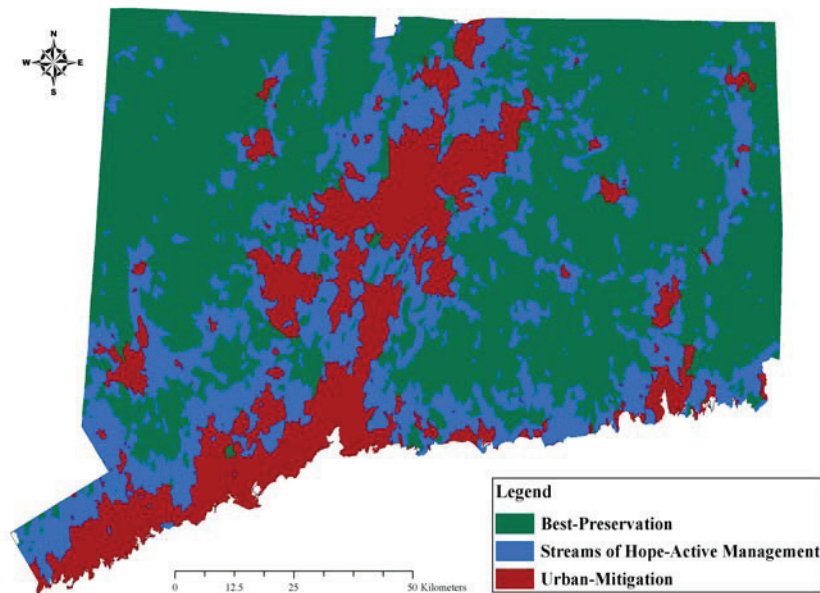 N
W E
S
Legend
Best-Preservation
Streams of Hope-Active Management
Urban-Mitigation
0 12.5 25 50 Kilometers